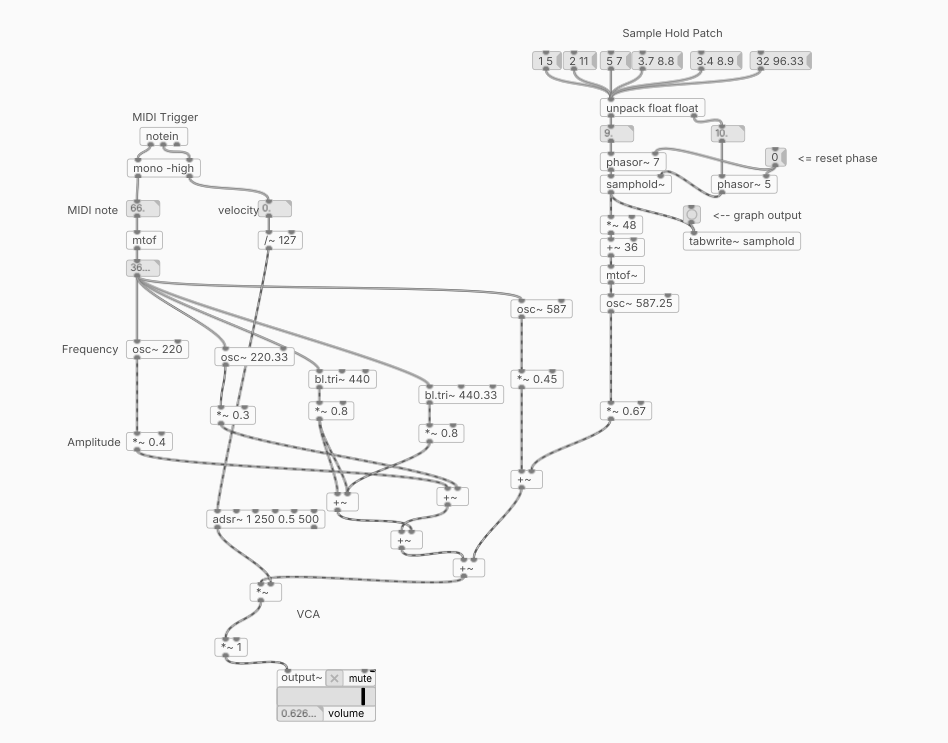 Sample Hold Patch
1 5
2 11
5 7
3.7 8.8
3.4 8.9
32 96.33
unpack float float
MIDI Trigger
notein
9.
10.
mono -high
phasor~ 7
0
<= reset phase
samphold~
phasor~ 5
MIDI note
66.
velocity
0.
<-- graph output
*~ 48
mtof
/~ 127
tabwrite~ samphold
+~ 36
36...
mtof~
osc~ 587
osc~ 587.25
Frequency
osc~ 220
osc~ 220.33
bl.tri~ 440
*~ 0.45
bl.tri~ 440.33
*~ 0.3
*~ 0.8
*~ 0.67
Amplitude
*~ 0.4
*~ 0.8
+~
+~
+~
adsr~ 1 250 0.5 500
+~
+~
*~
VCA
*~ 1
output~
mute
0.626...
volume